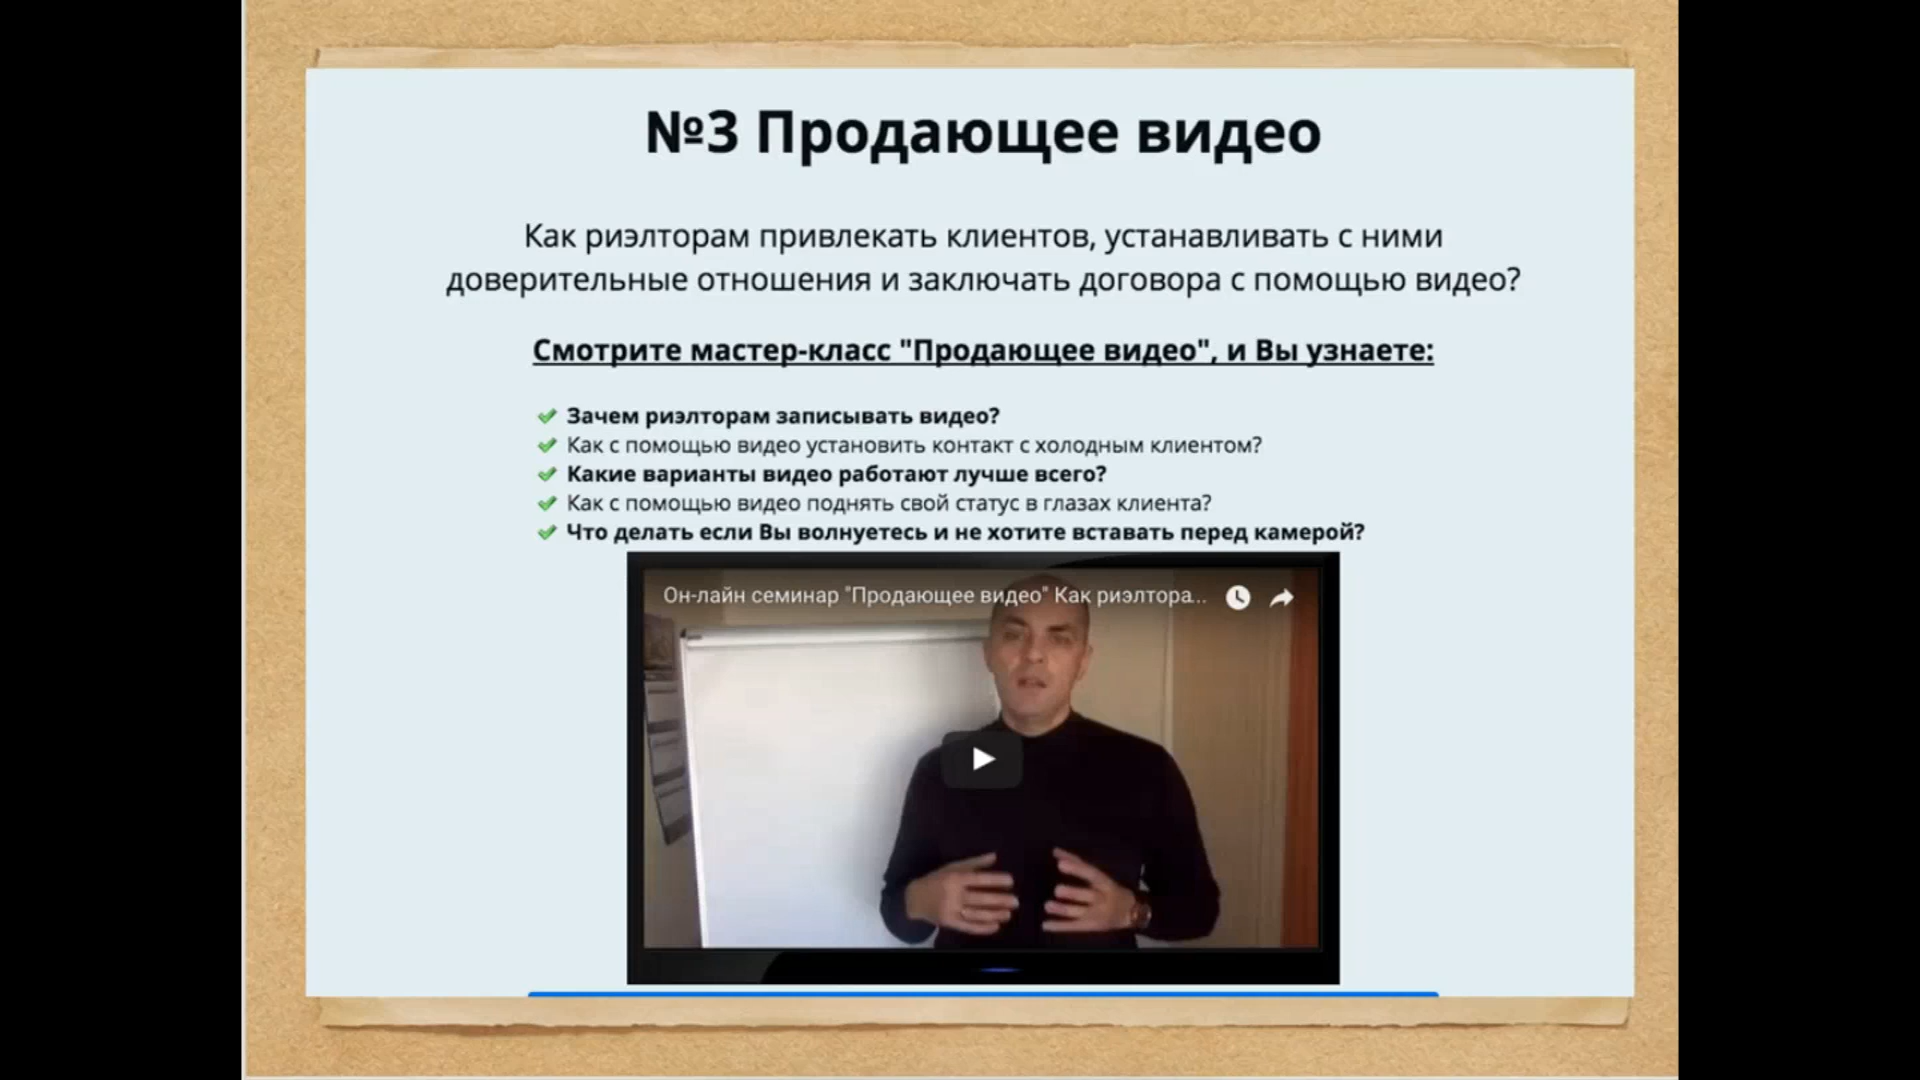 №3 Продающее видео
Как риэлторам привлекать клиентов, устанавливать с ними
доверительные отношения и заключать договора с помощью видео?
Смотрите мастер-класс "Продающее видео", и Вы узнаете:
Зачем риэлторам записывать видео?
Как с помощью видео установить контакт с холодным клиентом?
Какие варианты видео работают лучше всего?
Как с помощью видео поднять свой статус в глазах клиента?
Что делать если Вы волнуетесь и не хотите вставать перед камерой?
Он-лайн семинар "Продающее видео" Как риэлтора...